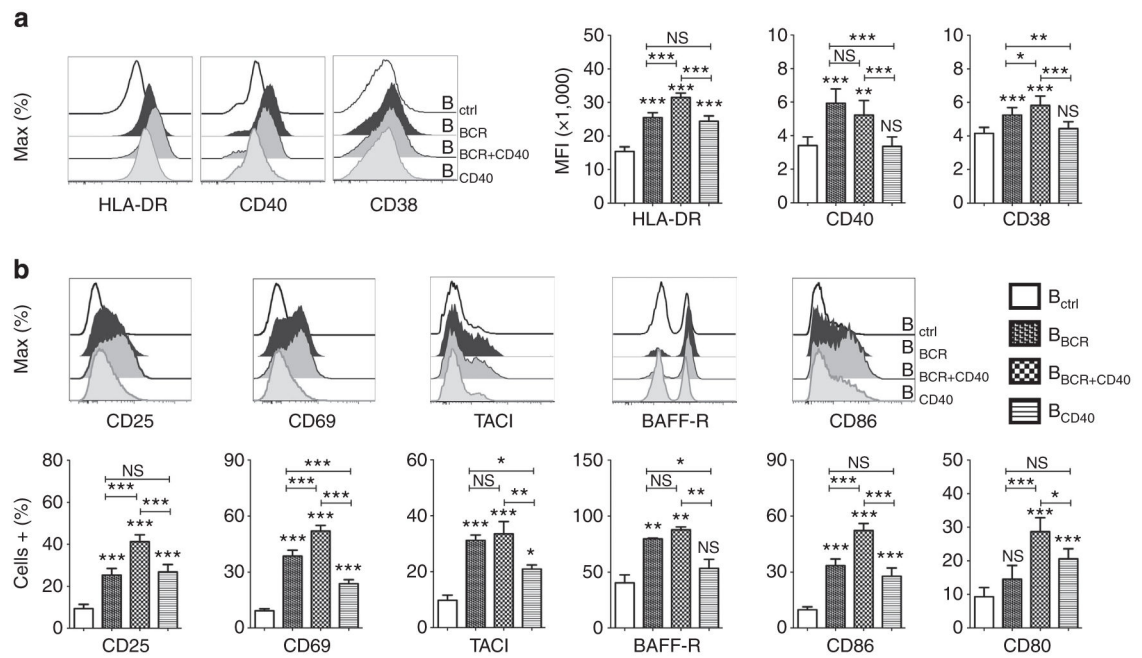 a
Max (%)
B ctrl
B BCR
B BCR+CD40
B CD40
HLA-DR
CD40
CD38
MFI (×1,000)
50
40
30
20
10
0
NS
***
***
***
***
***
HLA-DR
10
8
6
4
2
0
***
NS
***
***
**
NS
CD40
10
8
6
4
2
0
**
*
***
***
***
NS
CD38
b
Max (%)
CD25
CD69
TACI
BAFF-R
CD86
B ctrl
B BCR
B BCR+CD40
B CD40
Bctrl
BBCR
BBCR+CD40
BCD40
Cells + (%)
80
60
40
20
0
NS
***
***
***
***
***
CD25
90
60
30
0
***
***
***
***
***
***
CD69
60
40
20
0
*
NS
**
***
***
*
TACI
150
100
50
0
*
NS
**
**
**
NS
BAFF-R
90
60
30
0
NS
***
***
***
***
***
CD86
50
40
30
20
10
0
NS
***
*
NS
***
***
CD80